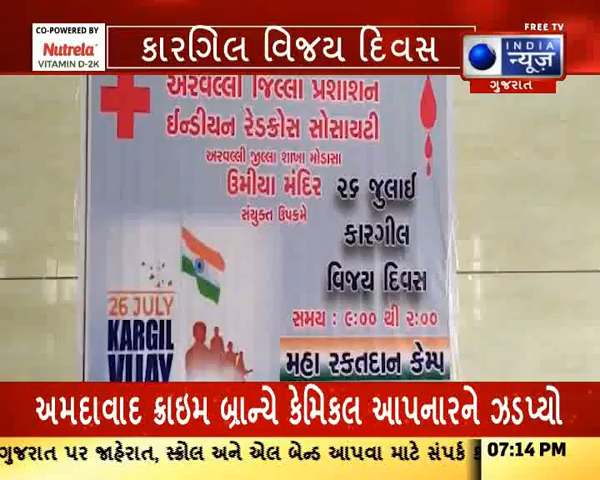 CO-POWERED BY
Nutrela
VITAMIN D-2K
કારગિલ વિજય દિવસ
FREE TV
INDIA
ન્યૂઝ
ગુજરાત
અરવલ્લી જિલ્લા પ્રશાશન
ઈન્ડીયન રેડક્રોસ સોસાયટી
અરવલ્લી જીલ્લા શાખા મોડાસા
ઉમીયા મંદિર
સંયુક્ત ઉપક્રમે
૨૬ જુલાઈ
કારગીલ
વિજય દિવસ
સમય : ૯:૦૦ થી ૨:૦૦
મહા રક્તદાન કેમ્પ
26 JULY
KARGIL
VIJAY
અમદાવાદ ક્રાઇમ બ્રાન્ચે કેમિકલ આપનારને ઝડપ્યો
ગુજરાત પર જાહેરાત, સ્ક્રોલ અને એલ બેન્ડ આપવા માટે સંપર્ક
07:14 PM